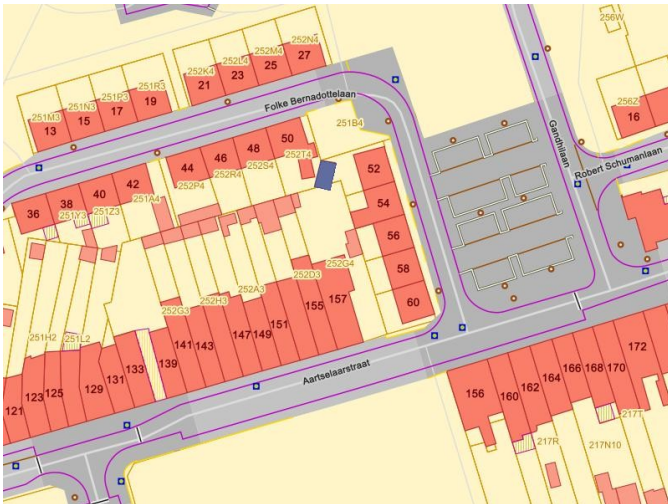 256W
252N4
252M4
252L4
252K4
27
25
23
21
251R3
251P3
251N3
251M3
19
17
15
13
Folke Bernadottelaan
251B4
256Z
16
Gandhilaan
Robert Schumanlaan
50
48
46
44
252T4
252S4
252R4
252P4
52
54
56
58
60
42
40
38
36
251A4
251Z3
251Y3
252G4
252D3
252A3
252H3
252G3
157
155
151
149
147
143
141
139
133
131
129
125
123
121
251H2
251L2
Aartselaarstraat
172
170
168
166
164
162
160
156
217T
217R
217N10